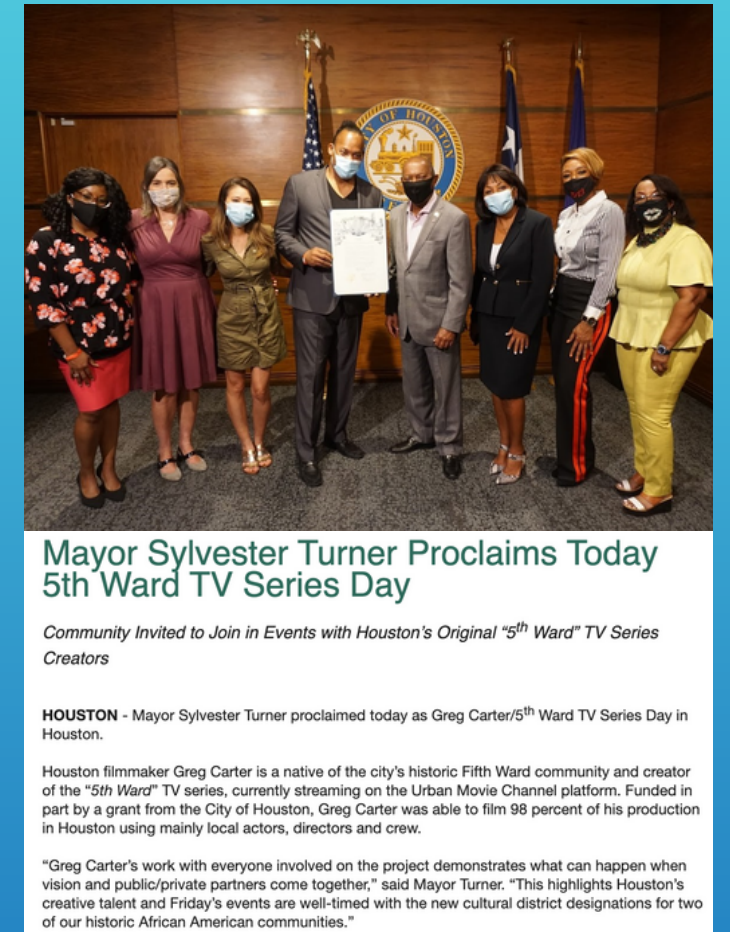 CITY OF HOUSTON
Mayor Sylvester Turner Proclaims Today
5th Ward TV Series Day
Community Invited to Join in Events with Houston's Original “5th Ward” TV Series
Creators
HOUSTON - Mayor Sylvester Turner proclaimed today as Greg Carter/5th Ward TV Series Day in
Houston.
Houston filmmaker Greg Carter is a native of the city's historic Fifth Ward community and creator
of the “5th Ward” TV series, currently streaming on the Urban Movie Channel platform. Funded in
part by a grant from the City of Houston, Greg Carter was able to film 98 percent of his production
in Houston using mainly local actors, directors and crew.
“Greg Carter's work with everyone involved on the project demonstrates what can happen when
vision and public/private partners come together,” said Mayor Turner. “This highlights Houston's
creative talent and Friday's events are well-timed with the new cultural district designations for two
of our historic African American communities.”